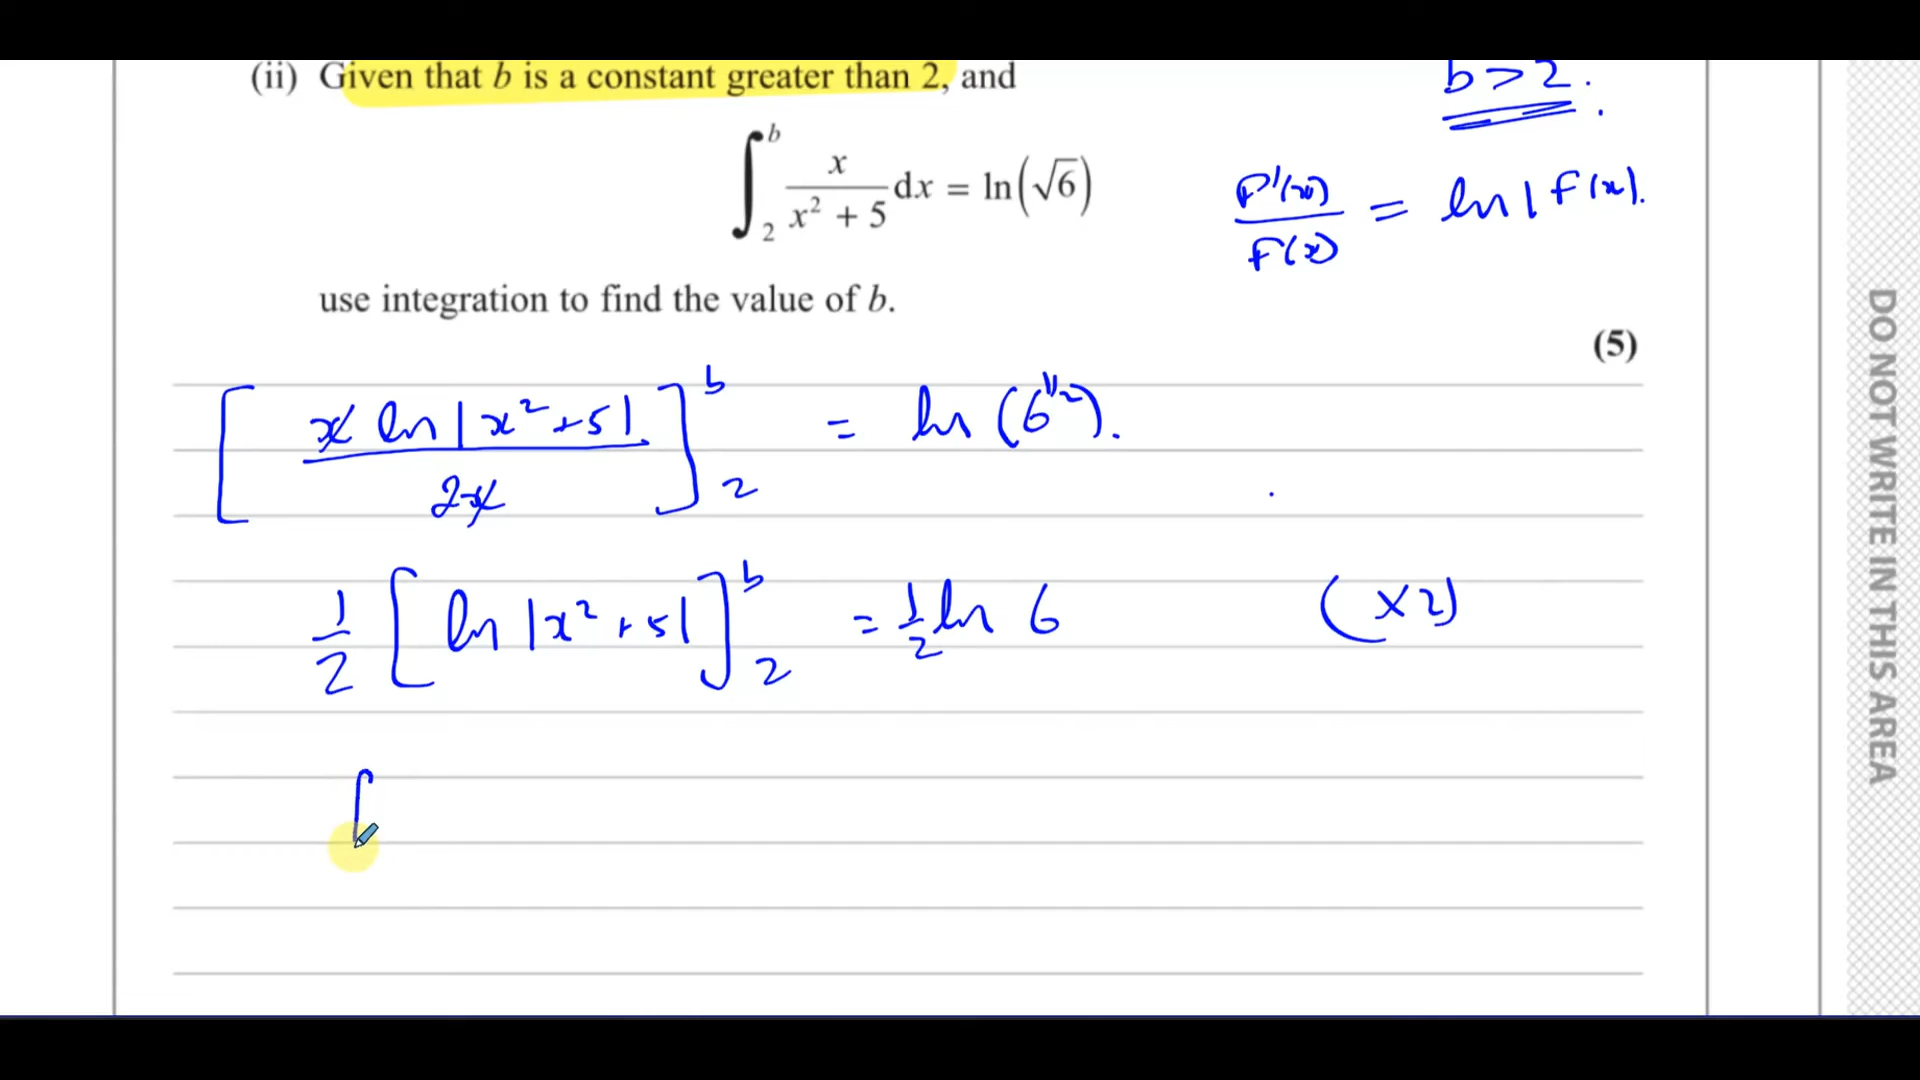 (ii) Given that b is a constant greater than 2, and
b > 2.
∫₂ᵇ x/(x² + 5) dx = ln(√6)
F'(x)/F(x) = ln|F(x).
use integration to find the value of b.
(5)
[x ln|x²+5|/2x]₂ᵇ = ln(6^1/2).
1/2 [ln|x²+5|]₂ᵇ = 1/2 ln 6 (×2)
DO NOT WRITE IN THIS AREA